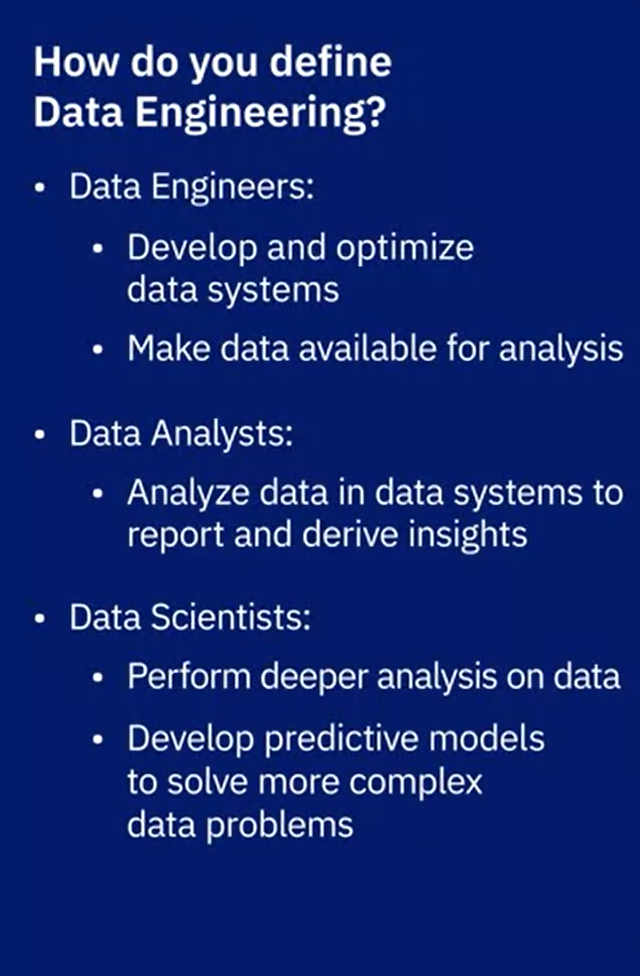 How do you define
Data Engineering?
• Data Engineers:
• Develop and optimize
data systems
• Make data available for analysis
• Data Analysts:
• Analyze data in data systems to
report and derive insights
• Data Scientists:
• Perform deeper analysis on data
• Develop predictive models
to solve more complex
data problems